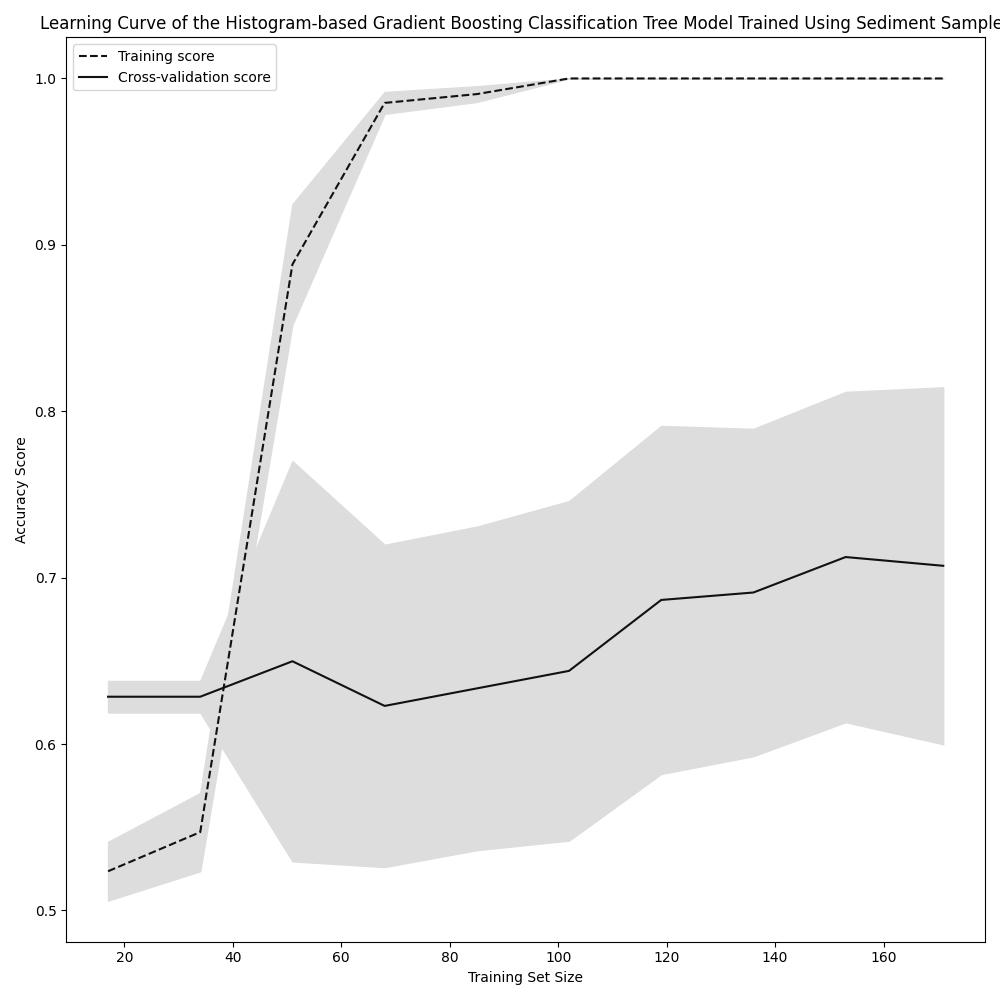 Learning Curve of the Histogram-based Gradient Boosting Classification Tree Model Trained Using Sediment Sample
Training score
Cross-validation score
1.0
0.9
0.8
0.7
0.6
0.5
Accuracy Score
20 40 60 80 100 120 140 160
Training Set Size